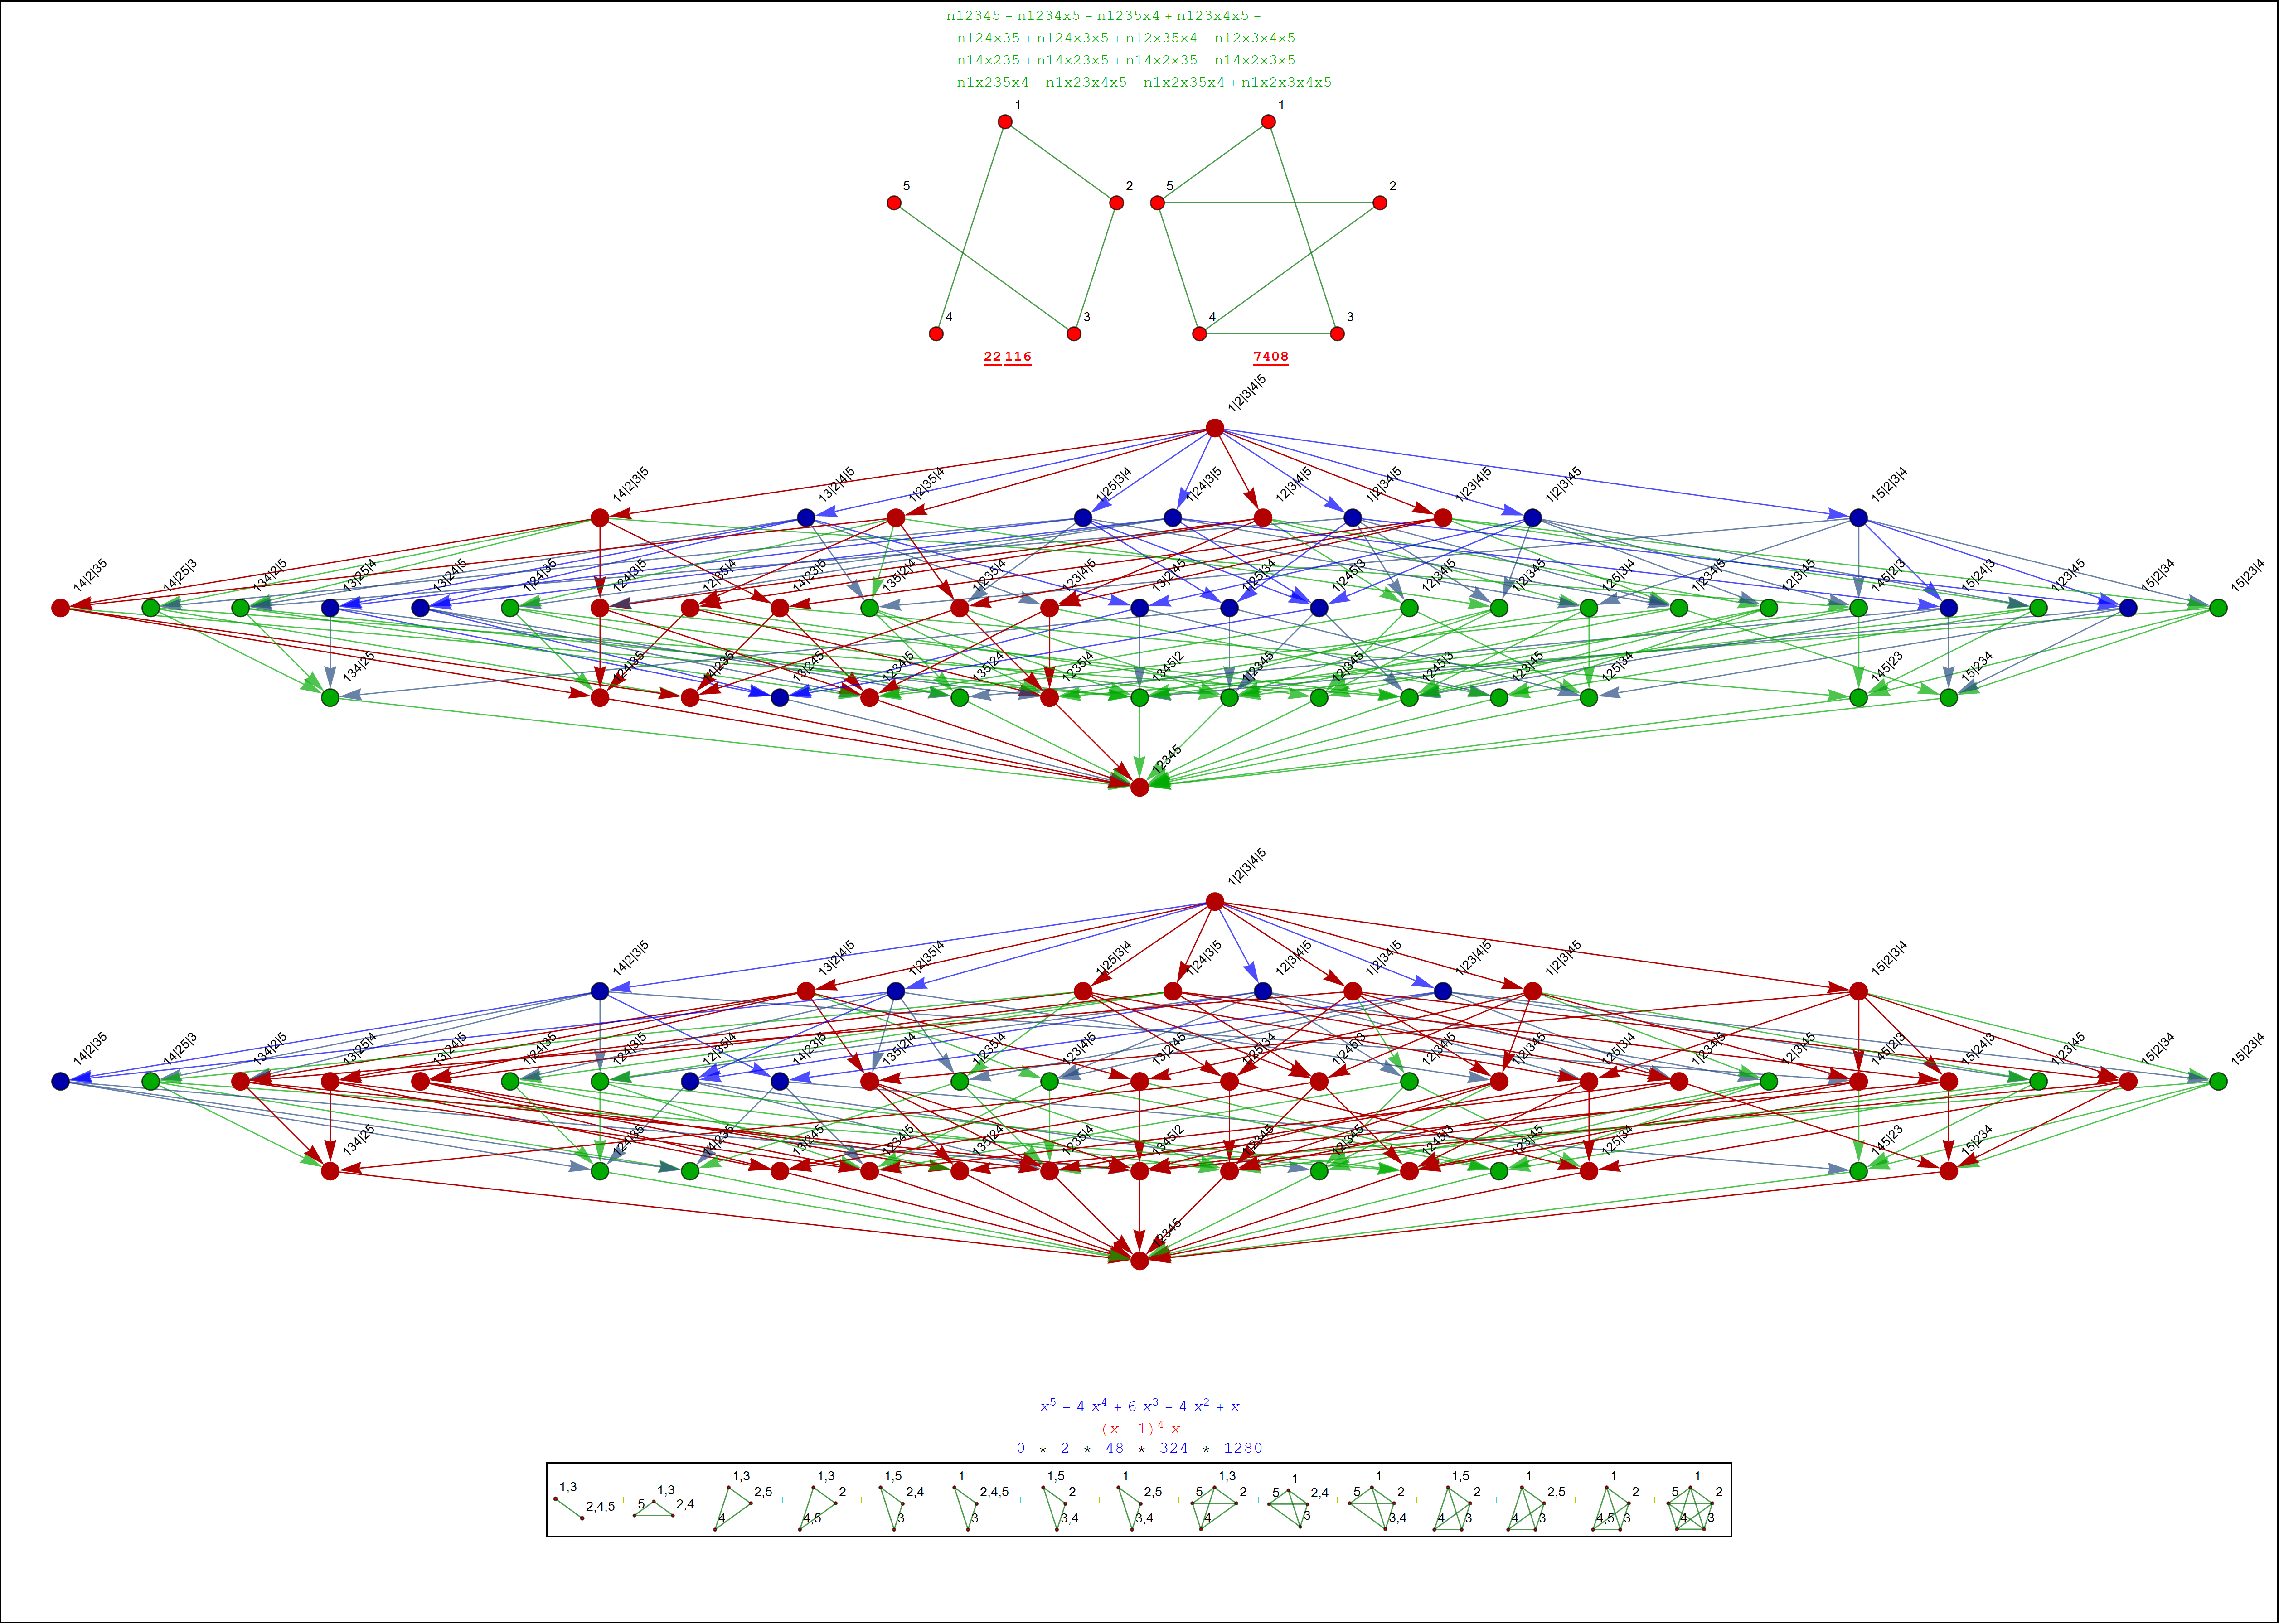 n12345 – n1234x5 – n1235x4 + n123x4x5 –
n124x35 + n124x3x5 + n12x35x4 – n12x3x4x5 –
n14x235 + n14x23x5 + n14x2x35 – n14x2x3x5 +
n1x235x4 – n1x23x4x5 – n1x2x35x4 + n1x2x3x4x5
1 1
5 2 5 2
4 3 4 3
22 116 7408
1|2|3|4|5
14|2|3|5 13|2|4|5 1|2|35|4 1|25|3|4 1|24|3|5 12|3|4|5 1|2|34|5 1|23|4|5 1|2|3|45 15|2|3|4
14|2|35 14|25|3 134|2|5 13|25|4 13|24|5 1|24|35 124|3|5 12|35|4 14|23|5 135|2|4 1|235|4 123|4|5 13|2|45 1|25|34 1|245|3 12|34|5 1|2|345 125|3|4 1|234|5 12|3|45 145|2|3 15|24|3 1|23|45 15|2|34 15|23|4
134|25 124|35 14|235 13|245 1234|5 135|24 1235|4 1345|2 1|2345 12|345 1245|3 123|45 125|34 145|23 15|234
12345
1|2|3|4|5
14|2|3|5 13|2|4|5 1|2|35|4 1|25|3|4 1|24|3|5 12|3|4|5 1|2|34|5 1|23|4|5 1|2|3|45 15|2|3|4
14|2|35 14|25|3 134|2|5 13|25|4 13|24|5 1|24|35 124|3|5 12|35|4 14|23|5 135|2|4 1|235|4 123|4|5 13|2|45 1|25|34 1|245|3 12|34|5 1|2|345 125|3|4 1|234|5 12|3|45 145|2|3 15|24|3 1|23|45 15|2|34 15|23|4
134|25 124|35 14|235 13|245 1234|5 135|24 1235|4 1345|2 1|2345 12|345 1245|3 123|45 125|34 145|23 15|234
12345
x⁵ – 4 x⁴ + 6 x³ – 4 x² + x
(x – 1)⁴ x
0 * 2 * 48 * 324 * 1280
1,3 2,4,5 + 1,3 5 2,4 + 1,3 2,5 4 + 1,3 2 4,5 + 1,5 2,4 3 + 1 2,4,5 3 + 1,5 2 3,4 + 1 2,5 3,4 + 1,3 5 2 4 + 1 5 2,4 3 + 1 5 2 3,4 + 1,5 2 4 3 + 1 2,5 4 3 + 1 2 4,5 3 + 1 5 2 4 3